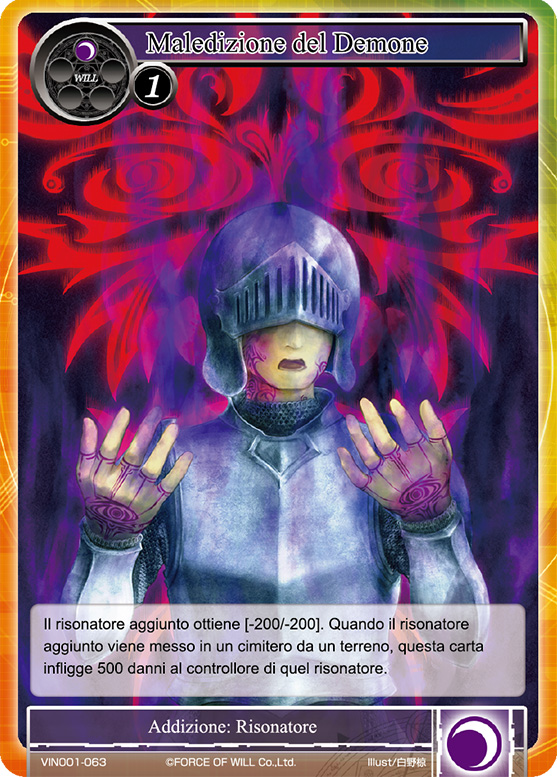 Maledizione del Demone
WILL
1
Il risonatore aggiunto ottiene [-200/-200]. Quando il risonatore
aggiunto viene messo in un cimitero da un terreno, questa carta
infligge 500 danni al controllore di quel risonatore.
Addizione: Risonatore
VIN001-063 ©FORCE OF WILL Co.,Ltd. Illust/白野椋